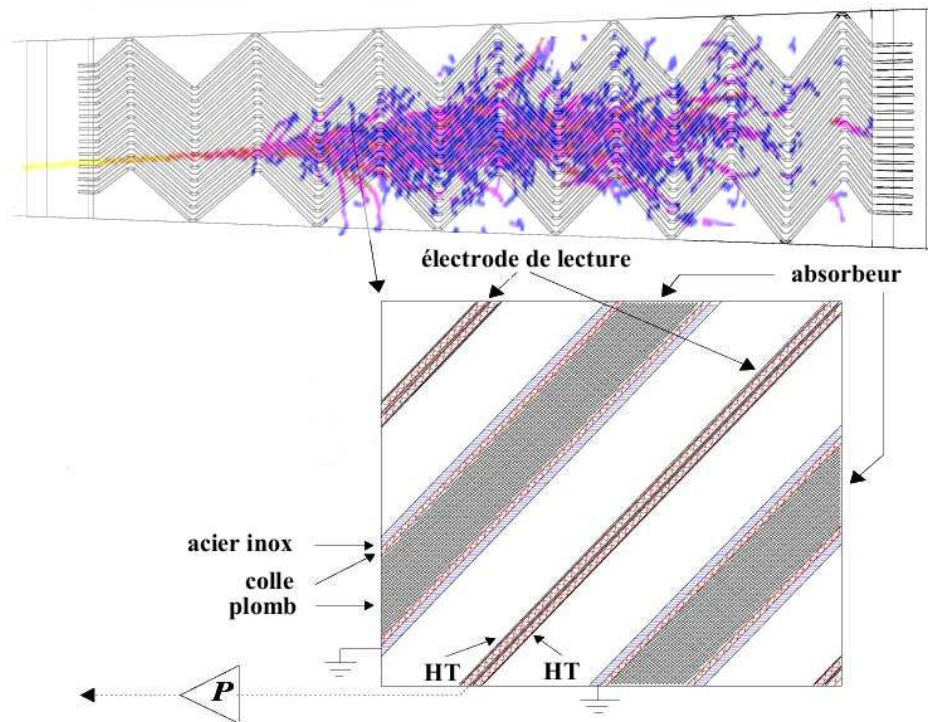 électrode de lecture
absorbeur
acier inox
colle
plomb
HT
HT
P